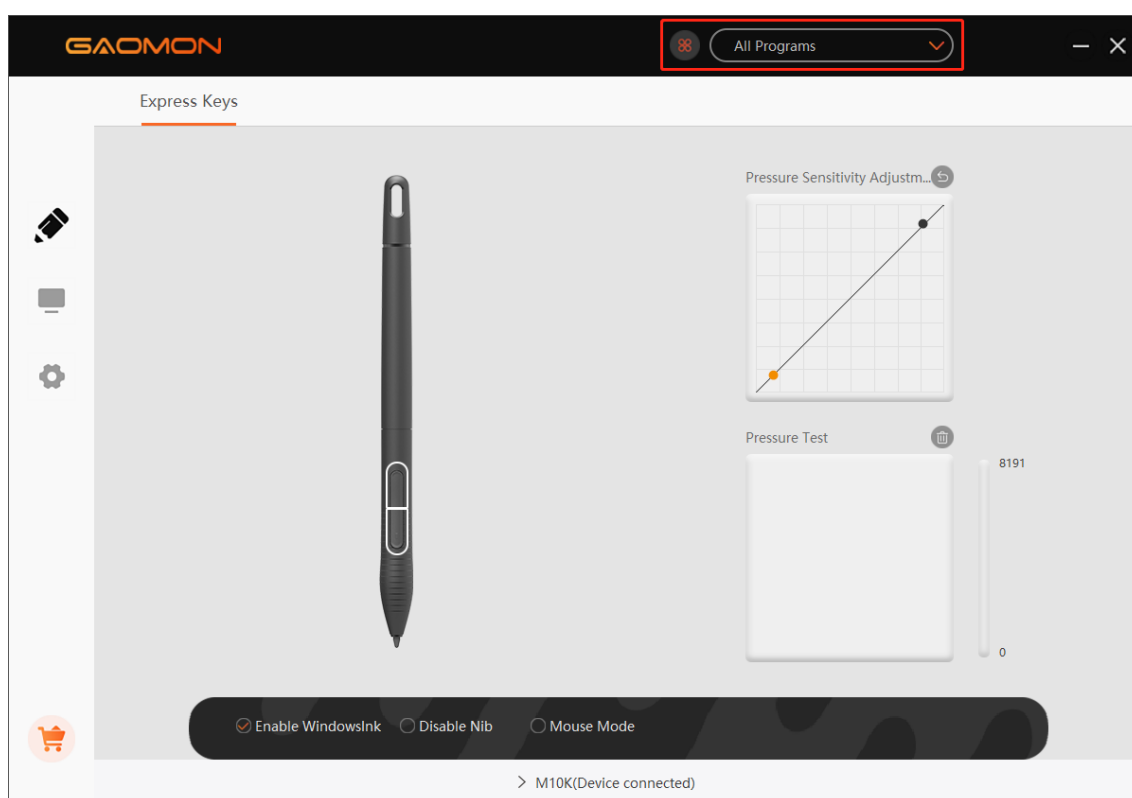 GAOMON
All Programs
Express Keys
Pressure Sensitivity Adjustm...
Pressure Test
8191
0
Enable WindowsInk Disable Nib Mouse Mode
M10K(Device connected)